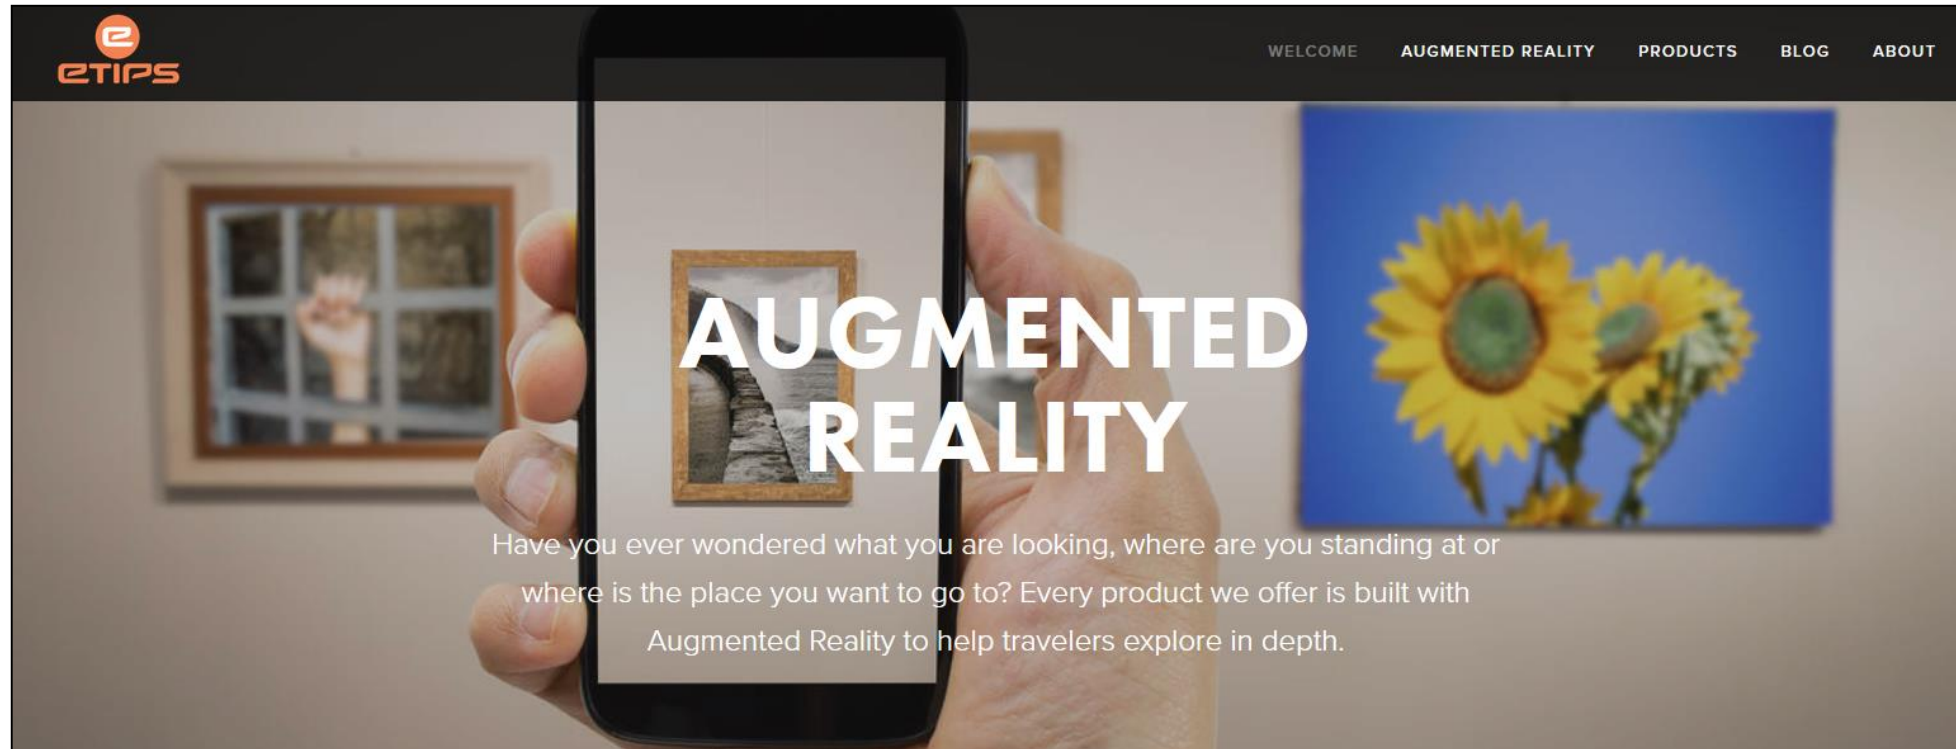 e
eTIPS
WELCOME AUGMENTED REALITY PRODUCTS BLOG ABOUT
AUGMENTED
REALITY
Have you ever wondered what you are looking, where are you standing at or
where is the place you want to go to? Every product we offer is built with
Augmented Reality to help travelers explore in depth.